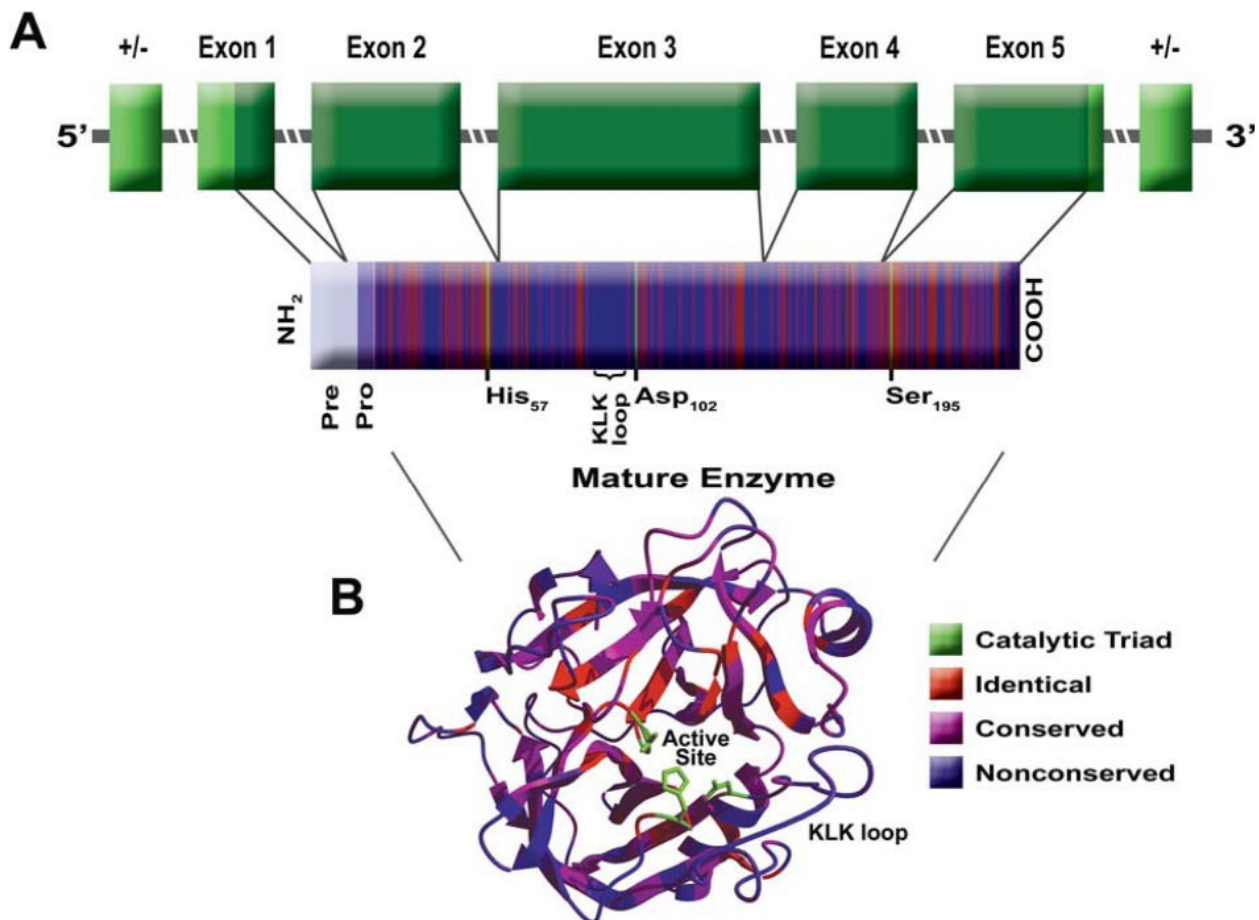 A
+/- Exon 1 Exon 2 Exon 3 Exon 4 Exon 5 +/-
5’ 3’
NH₂
COOH
Pre
Pro
His₅₇
KLK
loop
Asp₁₀₂
Ser₁₉₅
Mature Enzyme
B
Active
Site
KLK loop
Catalytic Triad
Identical
Conserved
Nonconserved